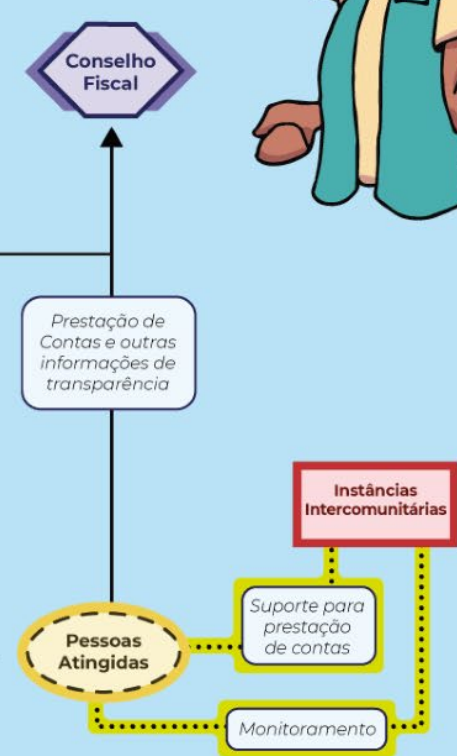 Conselho
Fiscal
Prestação de
Contas e outras
informações de
transparência
Instâncias
Intercomunitárias
Suporte para
prestação
de contas
Pessoas
Atingidas
Monitoramento